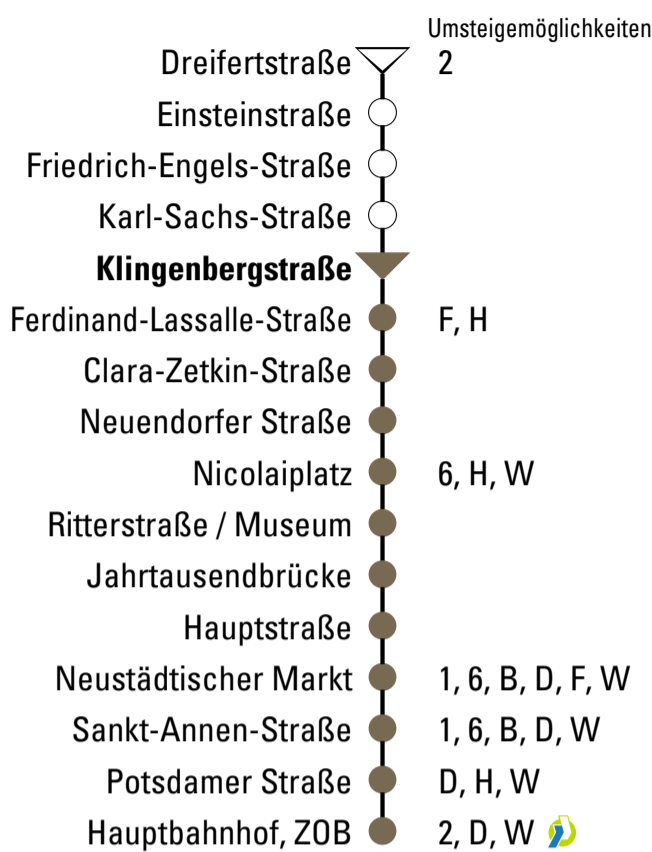 Umsteigemöglichkeiten
Dreifertstraße 2
Einsteinstraße
Friedrich-Engels-Straße
Karl-Sachs-Straße
Klingenbergstraße
Ferdinand-Lassalle-Straße F, H
Clara-Zetkin-Straße
Neuendorfer Straße
Nicolaiplatz 6, H, W
Ritterstraße / Museum
Jahrtausendbrücke
Hauptstraße
Neustädtischer Markt 1, 6, B, D, F, W
Sankt-Annen-Straße 1, 6, B, D, W
Potsdamer Straße D, H, W
Hauptbahnhof, ZOB 2, D, W